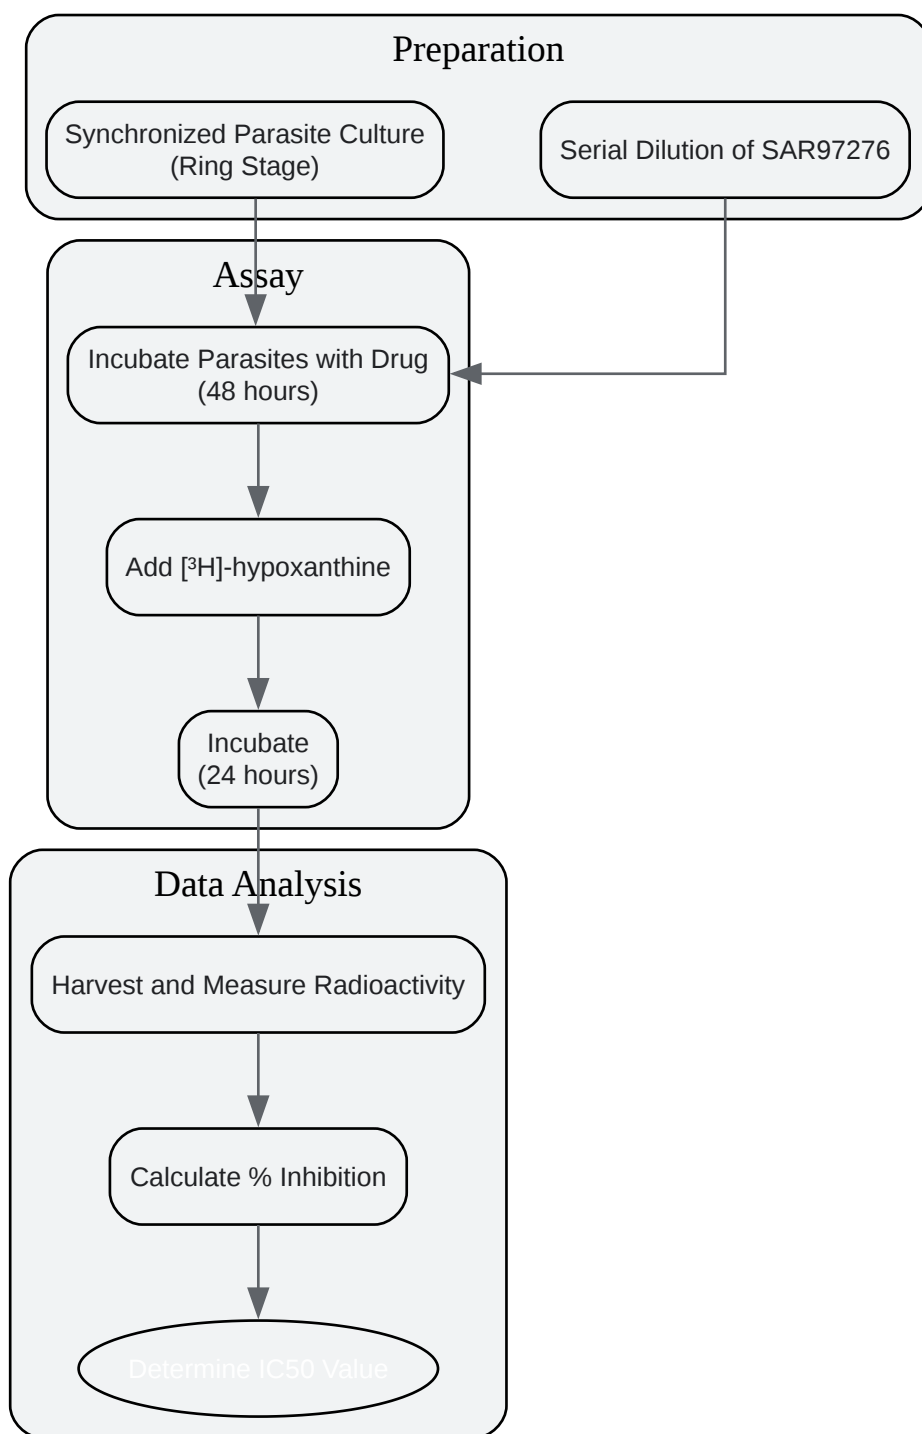 Preparation
Synchronized Parasite Culture
(Ring Stage)
Serial Dilution of SAR97276
Assay
Incubate Parasites with Drug
(48 hours)
Add [³H]-hypoxanthine
Incubate
(24 hours)
Data Analysis
Harvest and Measure Radioactivity
Calculate % Inhibition
Determine IC50 Value